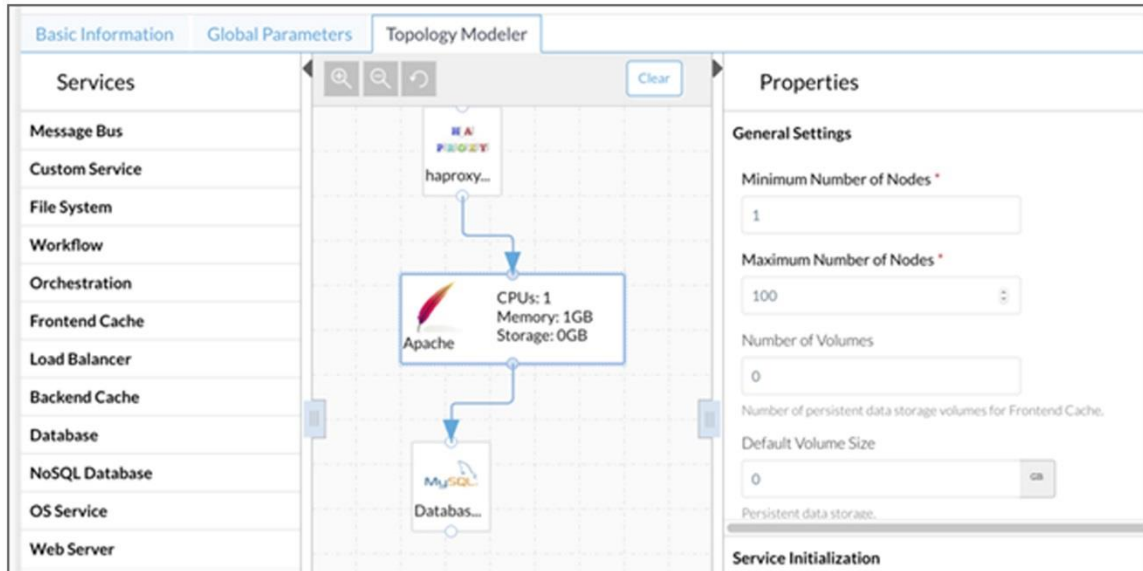 Basic Information
Global Parameters
Topology Modeler
Services
Message Bus
Custom Service
File System
Workflow
Orchestration
Frontend Cache
Load Balancer
Backend Cache
Database
NoSQL Database
OS Service
Web Server
Clear
HA
PROXY
haproxy...
Apache
CPUs: 1
Memory: 1GB
Storage: 0GB
MySQL
Databas...
Properties
General Settings
Minimum Number of Nodes *
1
Maximum Number of Nodes *
100
Number of Volumes
0
Number of persistent data storage volumes for Frontend Cache.
Default Volume Size
0
GB
Persistent data storage.
Service Initialization